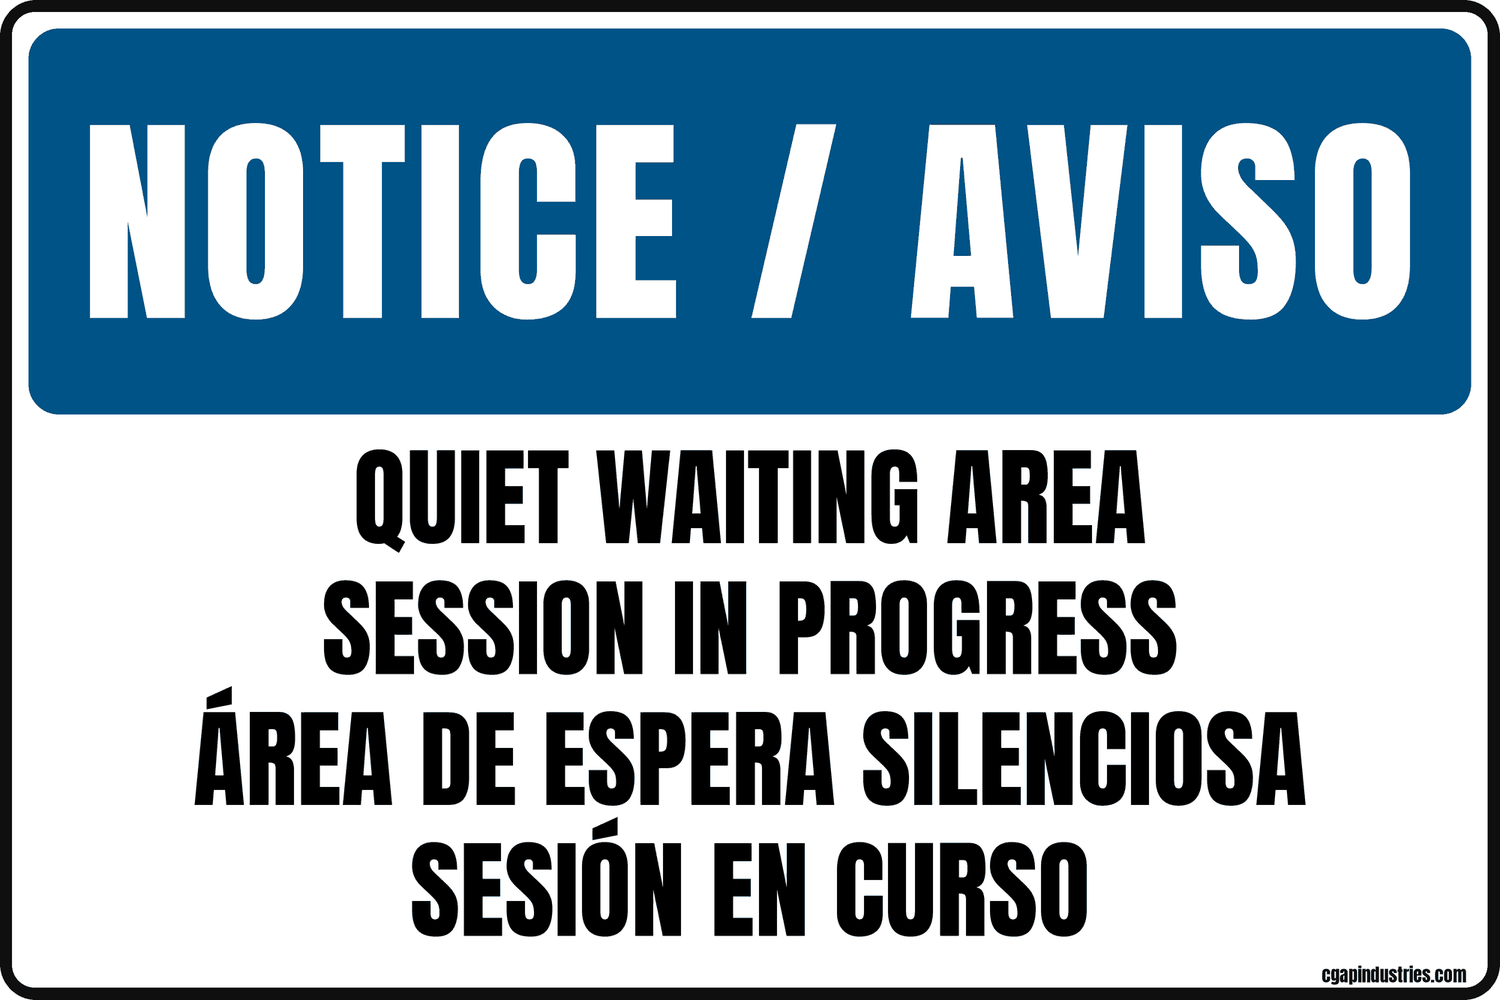 NOTICE / AVISO
QUIET WAITING AREA
SESSION IN PROGRESS
ÁREA DE ESPERA SILENCIOSA
SESIÓN EN CURSO
cgapindustries.com